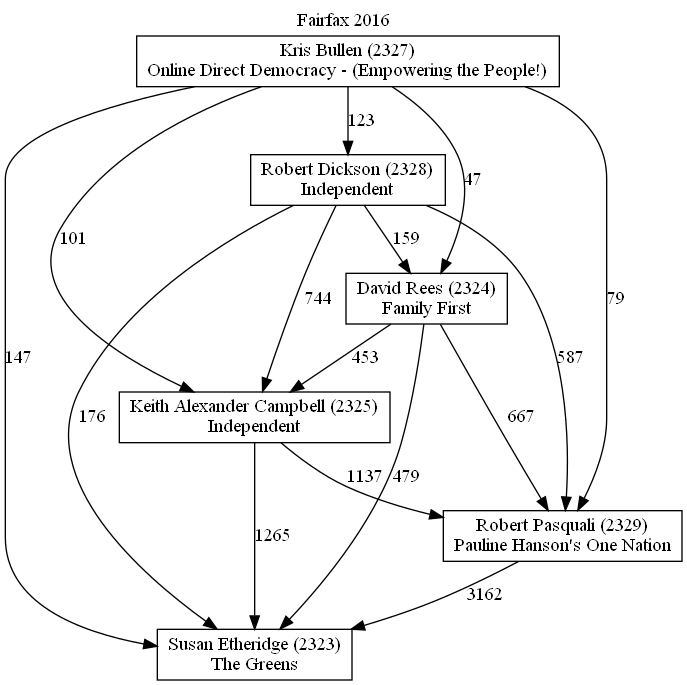 Fairfax 2016
Kris Bullen (2327)
Online Direct Democracy - (Empowering the People!)
123
Robert Dickson (2328)
Independent
47
101
159
744
David Rees (2324)
Family First
79
147
587
453
176
Keith Alexander Campbell (2325)
Independent
667
1137
479
1265
Robert Pasquali (2329)
Pauline Hanson's One Nation
3162
Susan Etheridge (2323)
The Greens